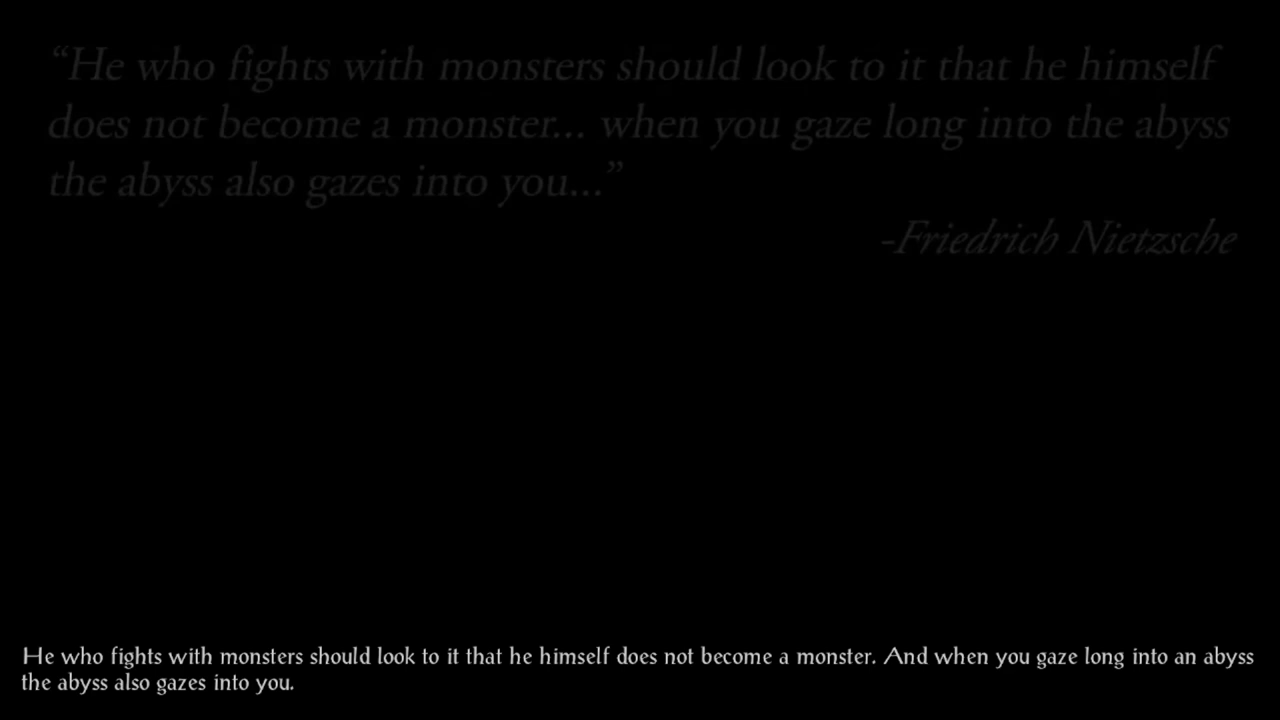 “He who fights with monsters should look to it that he himself
does not become a monster... when you gaze long into the abyss
the abyss also gazes into you...”
-Friedrich Nietzsche
He who fights with monsters should look to it that he himself does not become a monster. And when you gaze long into an abyss
the abyss also gazes into you.